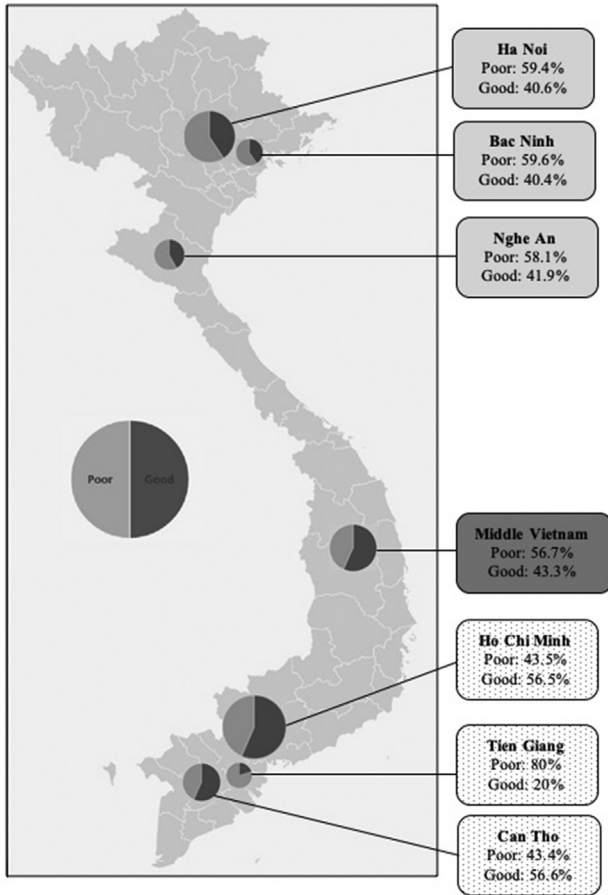 Ha Noi
Poor: 59.4%
Good: 40.6%
Bac Ninh
Poor: 59.6%
Good: 40.4%
Nghe An
Poor: 58.1%
Good: 41.9%
Poor
Good
Middle Vietnam
Poor: 56.7%
Good: 43.3%
Ho Chi Minh
Poor: 43.5%
Good: 56.5%
Tien Giang
Poor: 80%
Good: 20%
Can Tho
Poor: 43.4%
Good: 56.6%